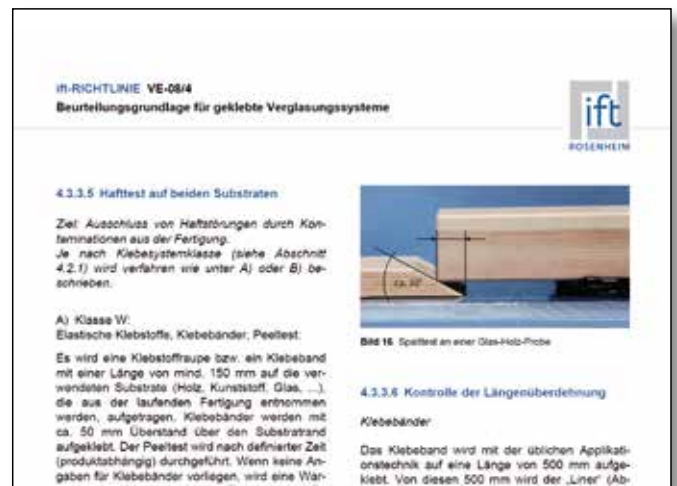 ift-RICHTLINIE VE-08/4
Beurteilungsgrundlage für geklebte Verglasungssysteme
ift
ROSENHEIM
4.3.3.5 Hafttest auf beiden Substraten
Ziel: Ausschluss von Haftstörungen durch Kon-
taminationen aus der Fertigung.
Je nach Klebesystemklasse (siehe Abschnitt
4.2.1) wird verfahren wie unter A) oder B) be-
schrieben.
A) Klasse W:
Elastische Klebstoffe, Klebebänder; Peeltest:
Es wird eine Klebstoffraupe bzw. ein Klebeband
mit einer Länge von mind. 150 mm auf die ver-
wendeten Substrate (Holz, Kunststoff, Glas, ...),
die aus der laufenden Fertigung entnommen
werden, aufgetragen. Klebebänder werden mit
ca. 50 mm Überstand über den Substratrand
aufgeklebt. Der Peeltest wird nach definierter Zeit
(produktabhängig) durchgeführt. Wenn keine An-
gaben für Klebebänder vorliegen, wird eine War-
ca. 30°
Bild 16 Spalttest an einer Glas-Holz-Probe
4.3.3.6 Kontrolle der Längenüberdehnung
Klebebänder
Das Klebeband wird mit der üblichen Applikati-
onstechnik auf eine Länge von 500 mm aufge-
klebt. Von diesen 500 mm wird der „Liner“ (Ab-